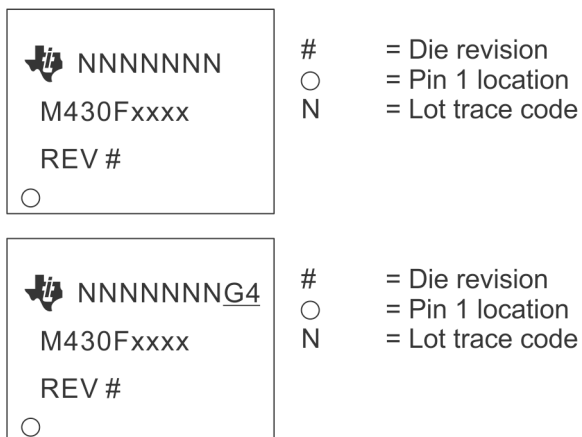 NNNNNNN
M430Fxxxx
REV #
# = Die revision
○ = Pin 1 location
N = Lot trace code
NNNNNNNG4
M430Fxxxx
REV #
# = Die revision
○ = Pin 1 location
N = Lot trace code